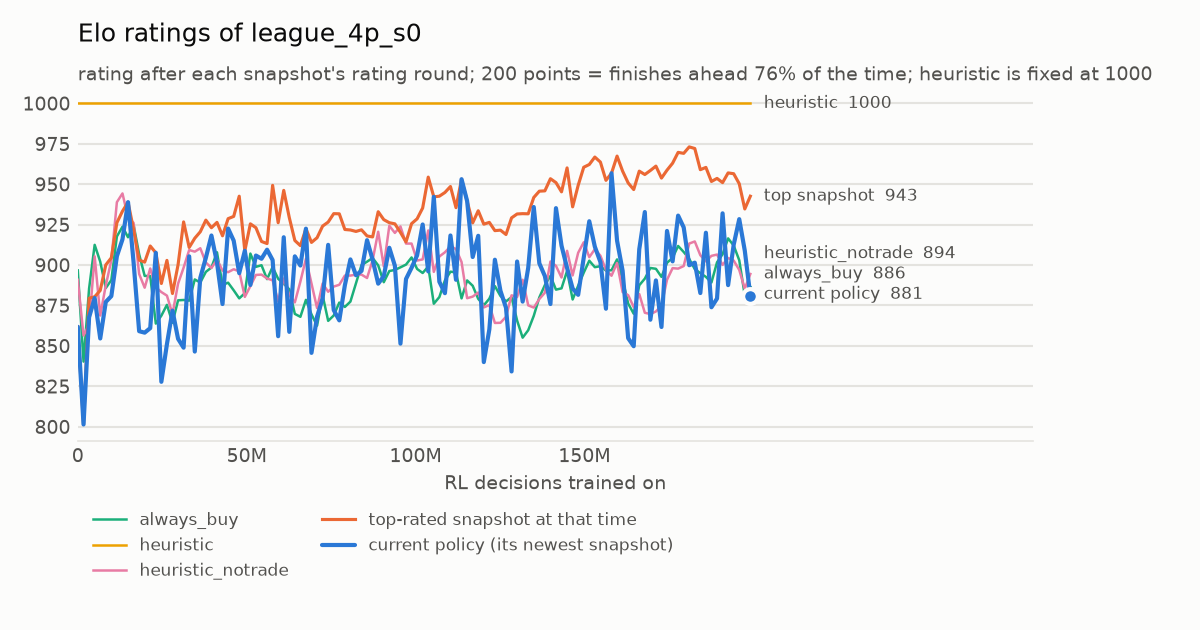 Elo ratings of league_4p_s0
rating after each snapshot's rating round; 200 points = finishes ahead 76% of the time; heuristic is fixed at 1000
1000
975
950
925
900
875
850
825
800
heuristic 1000
top snapshot 943
heuristic_notrade 894
always_buy 886
current policy 881
0
50M
100M
150M
RL decisions trained on
always_buy
heuristic
heuristic_notrade
top-rated snapshot at that time
current policy (its newest snapshot)